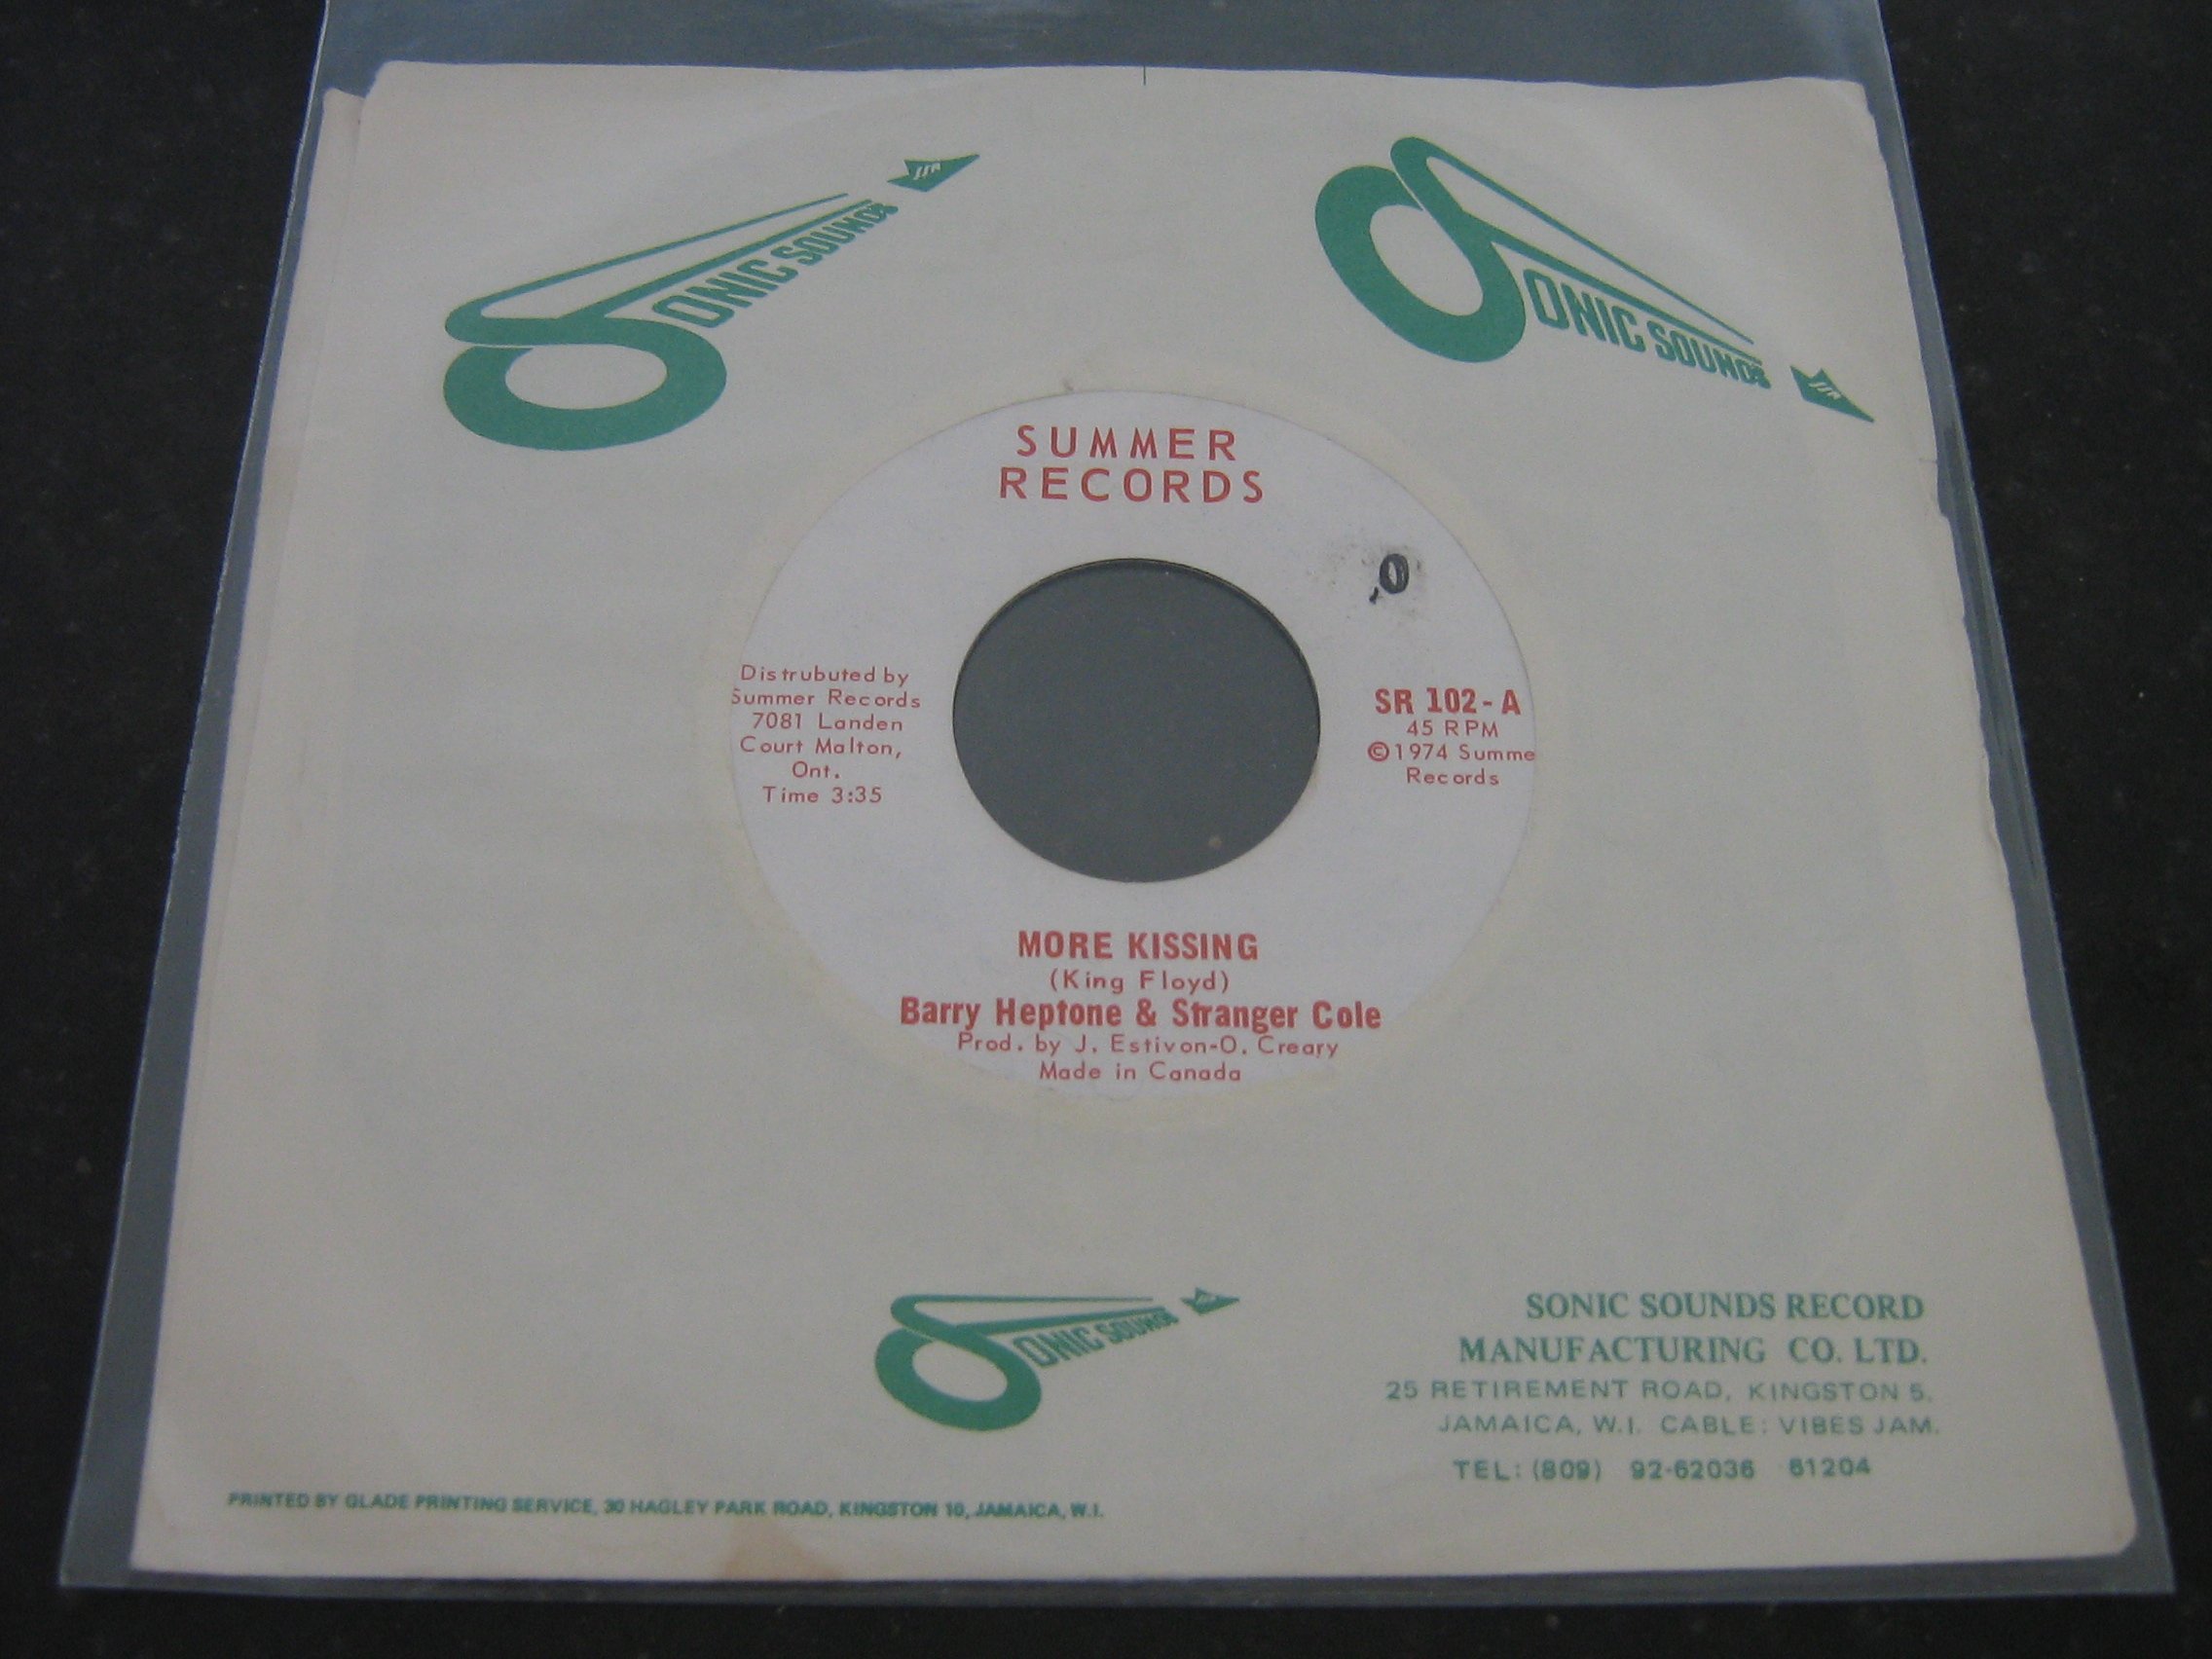 SONIC SOUNDS
SONIC SOUNDS
SUMMER
RECORDS
0
Distrubuted by
Summer Records
7081 Landen
Court Malton,
Ont.
Time 3:35
SR 102-A
45 RPM
©1974 Summe
Records
MORE KISSING
(King Floyd)
Barry Heptone & Stranger Cole
Prod. by J. Estivon-O. Creary
Made in Canada
SONIC SOUNDS
SONIC SOUNDS RECORD
MANUFACTURING CO. LTD.
25 RETIREMENT ROAD, KINGSTON 5.
JAMAICA, W.I. CABLE: VIBES JAM.
TEL: (809) 92-62036 61204
PRINTED BY GLADE PRINTING SERVICE, 30 HAGLEY PARK ROAD, KINGSTON 10, JAMAICA, W.I.